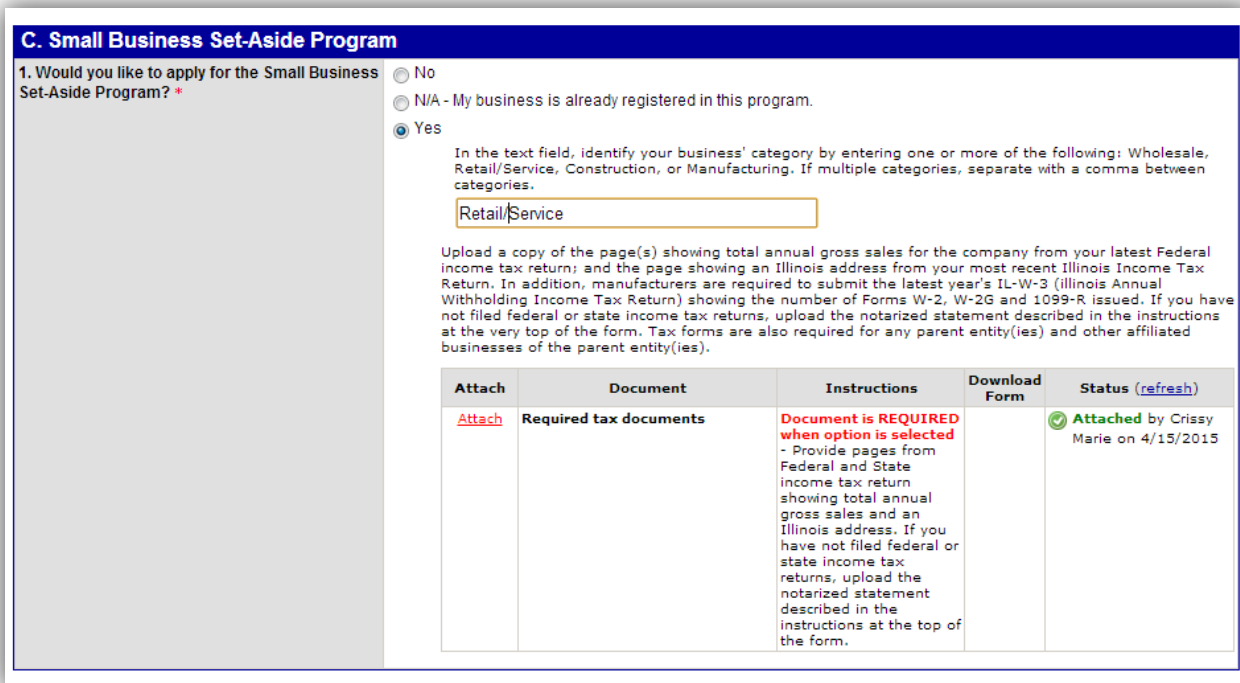 C. Small Business Set-Aside Program
1. Would you like to apply for the Small Business
Set-Aside Program? *
No
N/A - My business is already registered in this program.
Yes
In the text field, identify your business' category by entering one or more of the following: Wholesale,
Retail/Service, Construction, or Manufacturing. If multiple categories, separate with a comma between
categories.
Retail/Service
Upload a copy of the page(s) showing total annual gross sales for the company from your latest Federal
income tax return; and the page showing an Illinois address from your most recent Illinois Income Tax
Return. In addition, manufacturers are required to submit the latest year's IL-W-3 (illinois Annual
Withholding Income Tax Return) showing the number of Forms W-2, W-2G and 1099-R issued. If you have
not filed federal or state income tax returns, upload the notarized statement described in the instructions
at the very top of the form. Tax forms are also required for any parent entity(ies) and other affiliated
businesses of the parent entity(ies).
Attach
Document
Instructions
Download
Form
Status (refresh)
Attach
Required tax documents
Document is REQUIRED
when option is selected
- Provide pages from
Federal and State
income tax return
showing total annual
gross sales and an
Illinois address. If you
have not filed federal or
state income tax
returns, upload the
notarized statement
described in the
instructions at the top of
the form.
Attached by Crissy
Marie on 4/15/2015